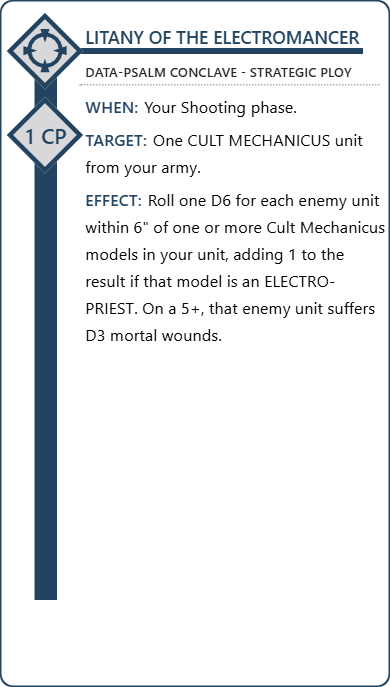 LITANY OF THE ELECTROMANCER
DATA-PSALM CONCLAVE - STRATEGIC PLOY
WHEN: Your Shooting phase.
1 CP
TARGET: One CULT MECHANICUS unit
from your army.
EFFECT: Roll one D6 for each enemy unit
within 6" of one or more Cult Mechanicus
models in your unit, adding 1 to the
result if that model is an ELECTRO-
PRIEST. On a 5+, that enemy unit suffers
D3 mortal wounds.